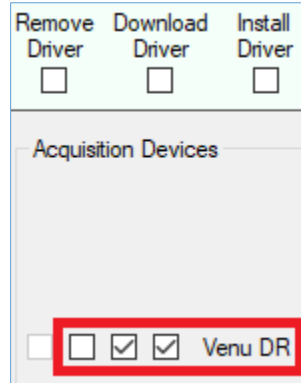 Remove Download Install
Driver Driver Driver
Acquisition Devices
Venu DR